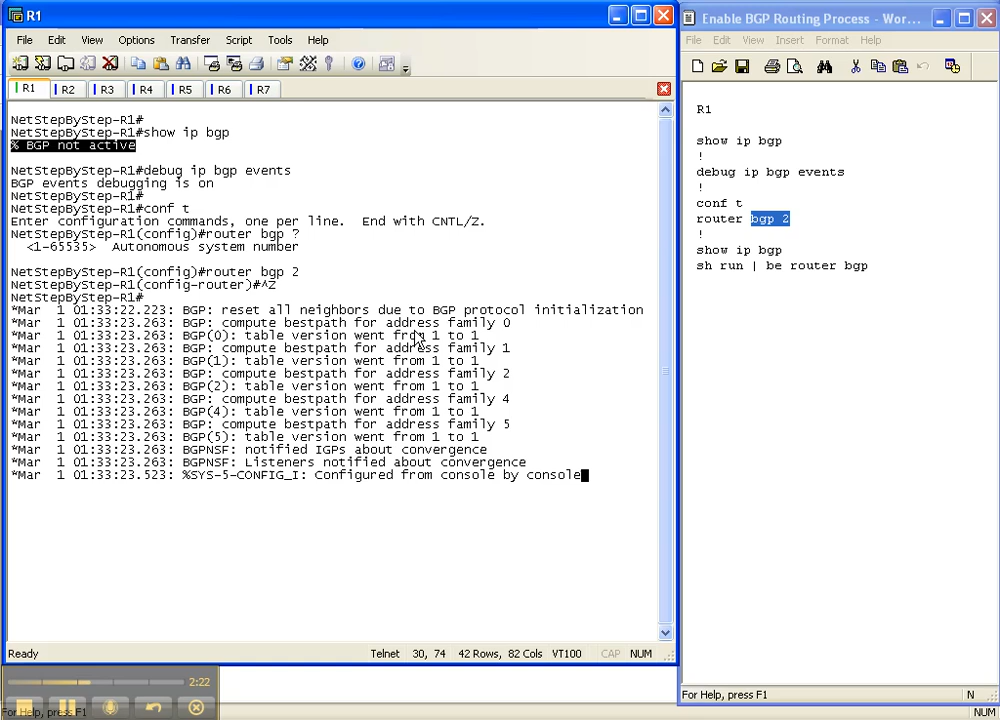 R1
File Edit View Options Transfer Script Tools Help
R1 R2 R3 R4 R5 R6 R7
NetStepByStep-R1#
NetStepByStep-R1#show ip bgp
% BGP not active
NetStepByStep-R1#debug ip bgp events
BGP events debugging is on
NetStepByStep-R1#
NetStepByStep-R1#conf t
Enter configuration commands, one per line.  End with CNTL/Z.
NetStepByStep-R1(config)#router bgp ?
  <1-65535>  Autonomous system number
NetStepByStep-R1(config)#router bgp 2
NetStepByStep-R1(config-router)#^Z
NetStepByStep-R1#
*Mar  1 01:33:22.223: BGP: reset all neighbors due to BGP protocol initialization
*Mar  1 01:33:23.263: BGP: compute bestpath for address family 0
*Mar  1 01:33:23.263: BGP(0): table version went from 1 to 1
*Mar  1 01:33:23.263: BGP: compute bestpath for address family 1
*Mar  1 01:33:23.263: BGP(1): table version went from 1 to 1
*Mar  1 01:33:23.263: BGP: compute bestpath for address family 2
*Mar  1 01:33:23.263: BGP(2): table version went from 1 to 1
*Mar  1 01:33:23.263: BGP: compute bestpath for address family 4
*Mar  1 01:33:23.263: BGP(4): table version went from 1 to 1
*Mar  1 01:33:23.263: BGP: compute bestpath for address family 5
*Mar  1 01:33:23.263: BGP(5): table version went from 1 to 1
*Mar  1 01:33:23.263: BGPNSF: notified IGPs about convergence
*Mar  1 01:33:23.263: BGPNSF: Listeners notified about convergence
*Mar  1 01:33:23.523: %SYS-5-CONFIG_I: Configured from console by console
Ready Telnet 30, 74 42 Rows, 82 Cols VT100 CAP NUM
2:22
For Help, press F1 NUM
Enable BGP Routing Process - Wor...
File Edit View Insert Format Help
R1
show ip bgp
!
debug ip bgp events
!
conf t
router bgp 2
!
show ip bgp
sh run | be router bgp
For Help, press F1 N